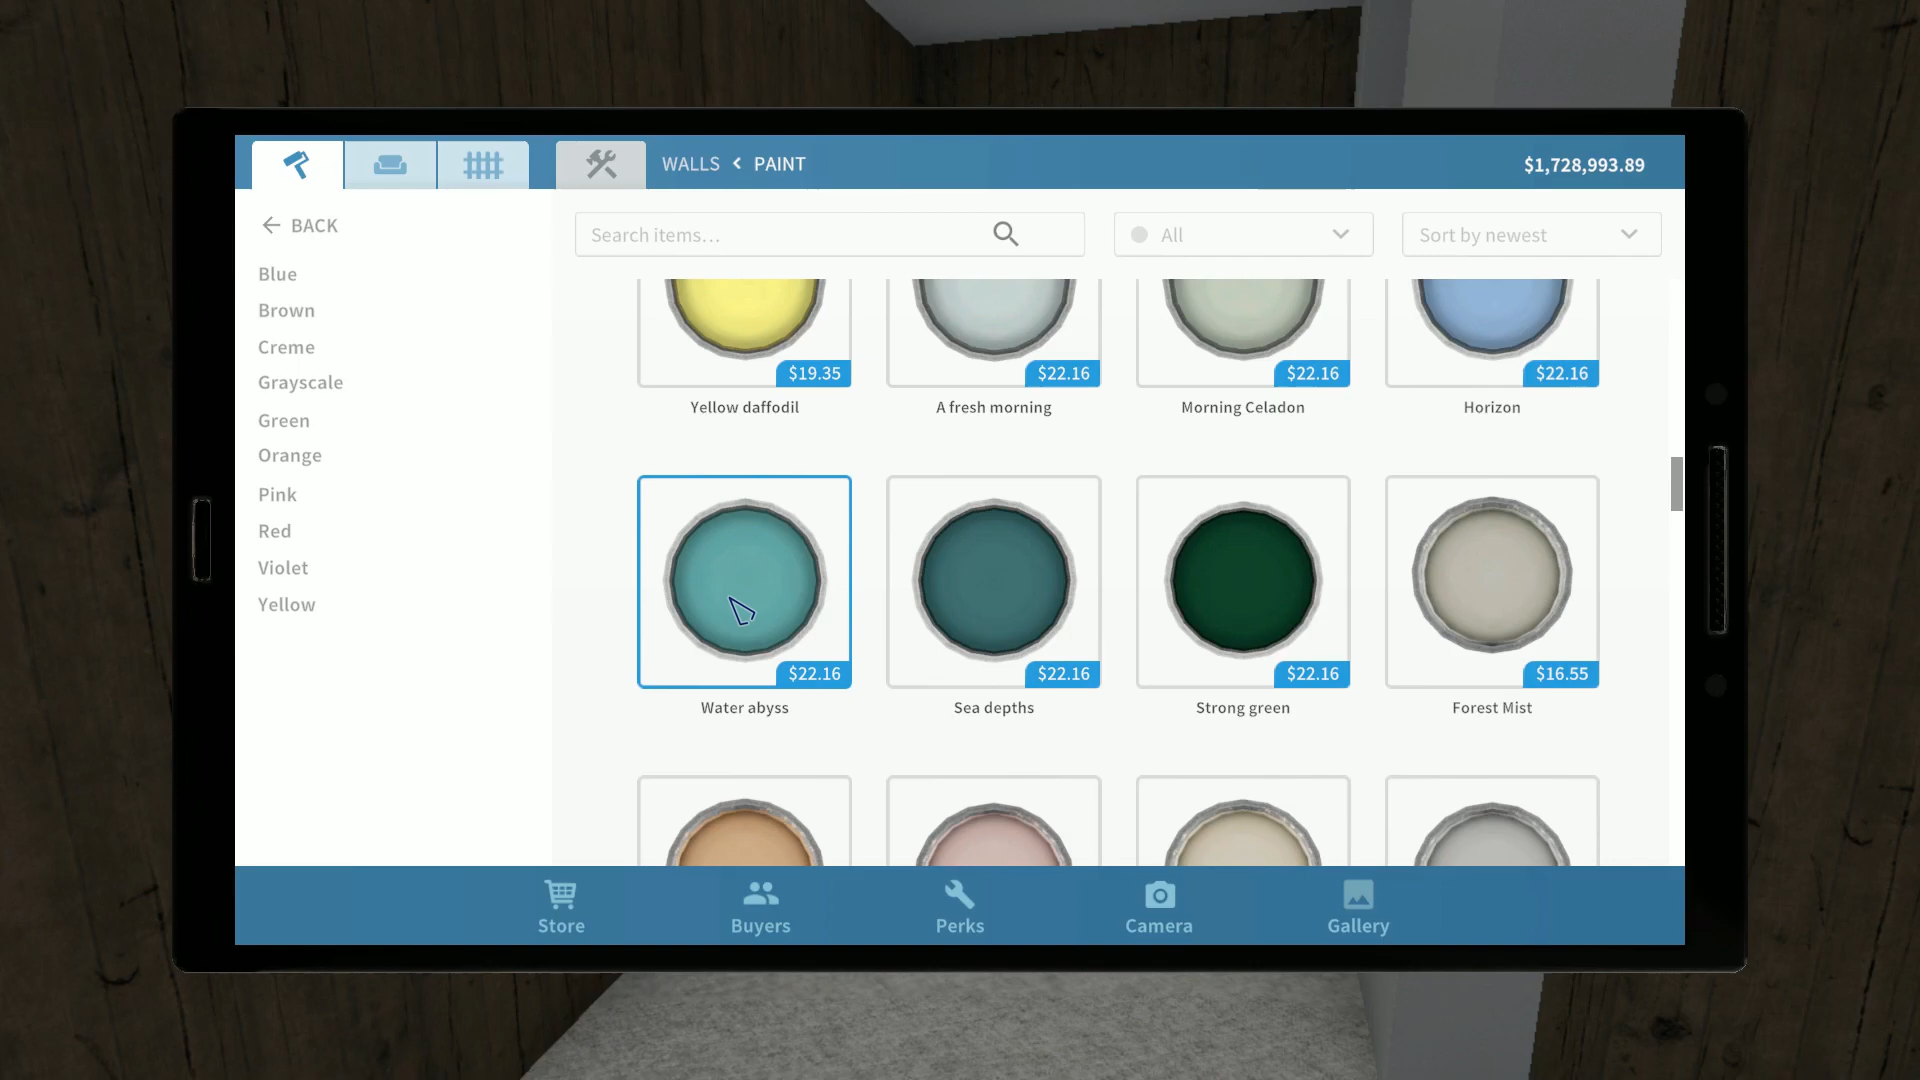 WALLS < PAINT
$1,728,993.89
BACK
Search items...
All
Sort by newest
Blue
Brown
Creme
Grayscale
Green
Orange
Pink
Red
Violet
Yellow
$19.35
$22.16
$22.16
$22.16
Yellow daffodil
A fresh morning
Morning Celadon
Horizon
$22.16
$22.16
$22.16
$16.55
Water abyss
Sea depths
Strong green
Forest Mist
Store
Buyers
Perks
Camera
Gallery